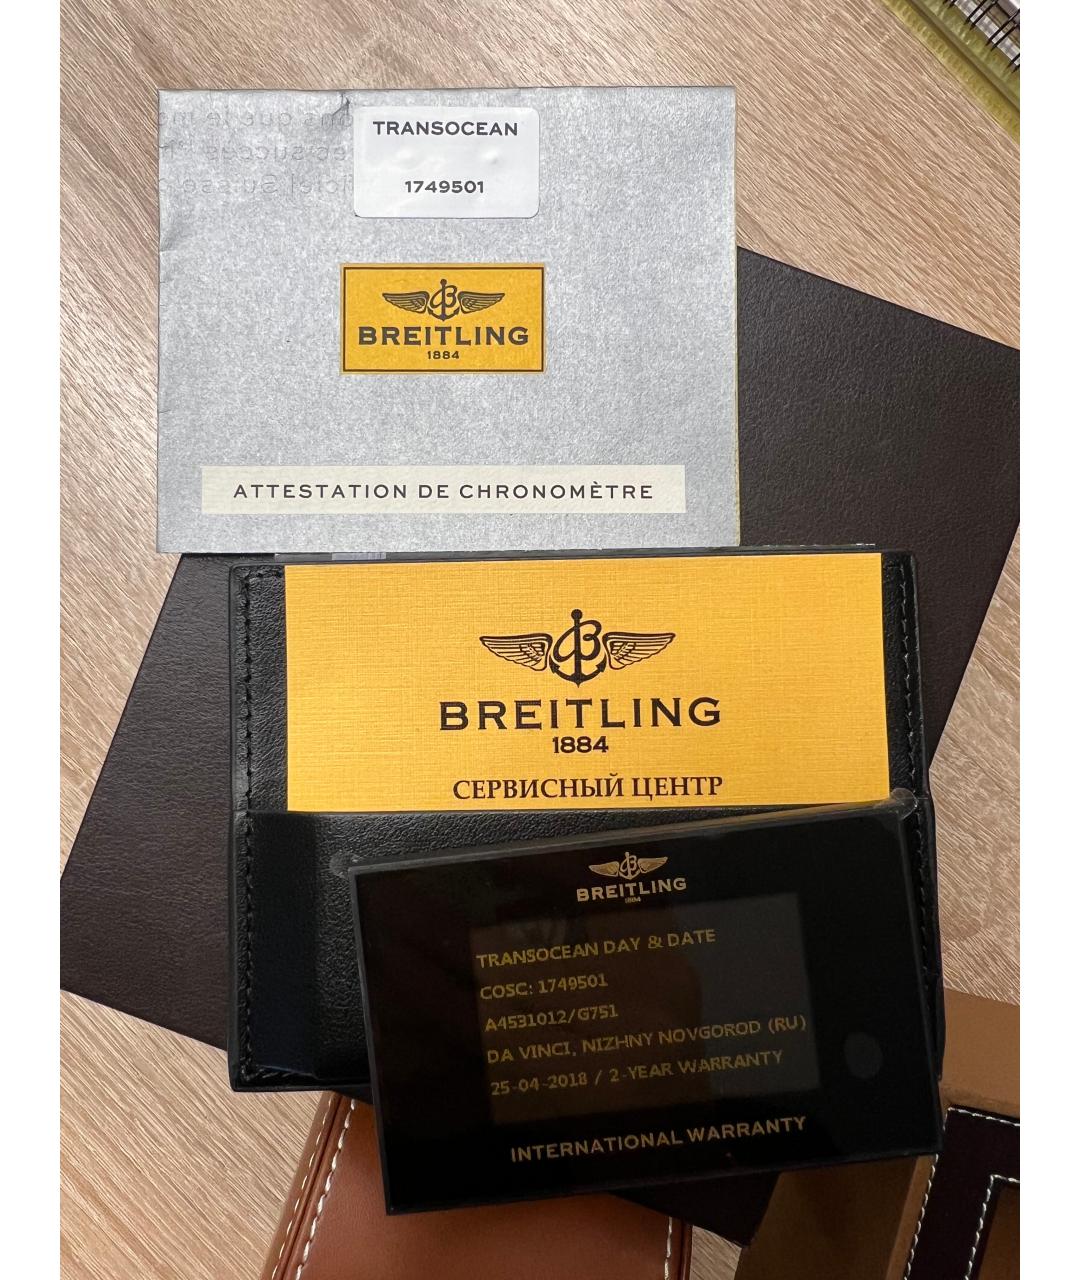 TRANSOCEAN
1749501
BREITLING
1884
ATTESTATION DE CHRONOMÈTRE
BREITLING
1884
СЕРВИСНЫЙ ЦЕНТР
BREITLING
1884
TRANSOCEAN DAY & DATE
COSC: 1749501
A4531012/G751
DA VINCI, NIZHNY NOVGOROD (RU)
25-04-2018 / 2-YEAR WARRANTY
INTERNATIONAL WARRANTY